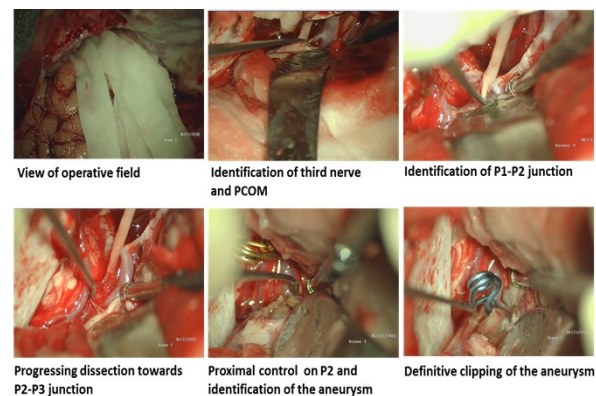 View of operative field
Identification of third nerve
and PCOM
Identification of P1-P2 junction
Progressing dissection towards
P2-P3 junction
Proximal control on P2 and
identification of the aneurysm
Definitive clipping of the aneurysm